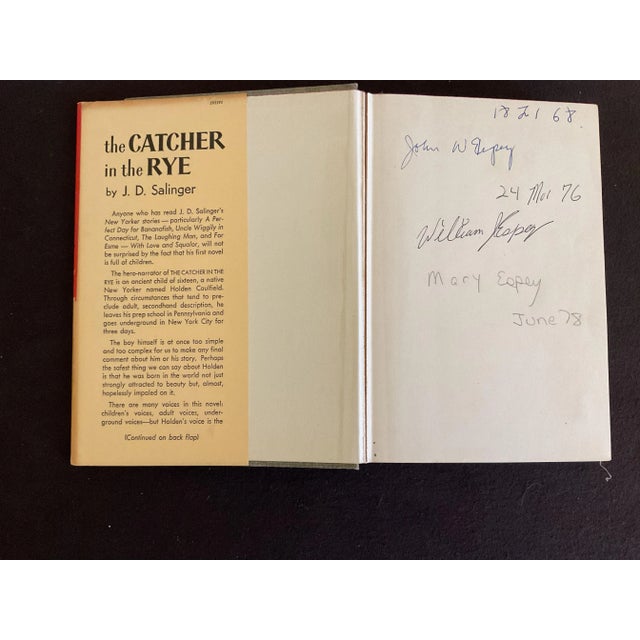 the CATCHER
in the RYE
by J. D. Salinger
Anyone who has read J. D. Salinger's
New Yorker stories — particularly A Per-
fect Day for Bananafish, Uncle Wiggily in
Connecticut, The Laughing Man, and For
Esme — With Love and Squalor, will not
be surprised by the fact that his first novel
is full of children.
The hero-narrator of THE CATCHER IN THE
RYE is an ancient child of sixteen, a native
New Yorker named Holden Caulfield.
Through circumstances that tend to pre-
clude adult, secondhand description, he
leaves his prep school in Pennsylvania and
goes underground in New York City for
three days.
The boy himself is at once too simple
and too complex for us to make any final
comment about him or his story. Perhaps
the safest thing we can say about Holden
is that he was born in the world not just
strongly attracted to beauty but, almost,
hopelessly impaled on it.
There are many voices in this novel:
children's voices, adult voices, under-
ground voices—but Holden's voice is the
(Continued on back flap)
68
John W Espey
24 Mar 76
William Espey
Mary Espey
June 78